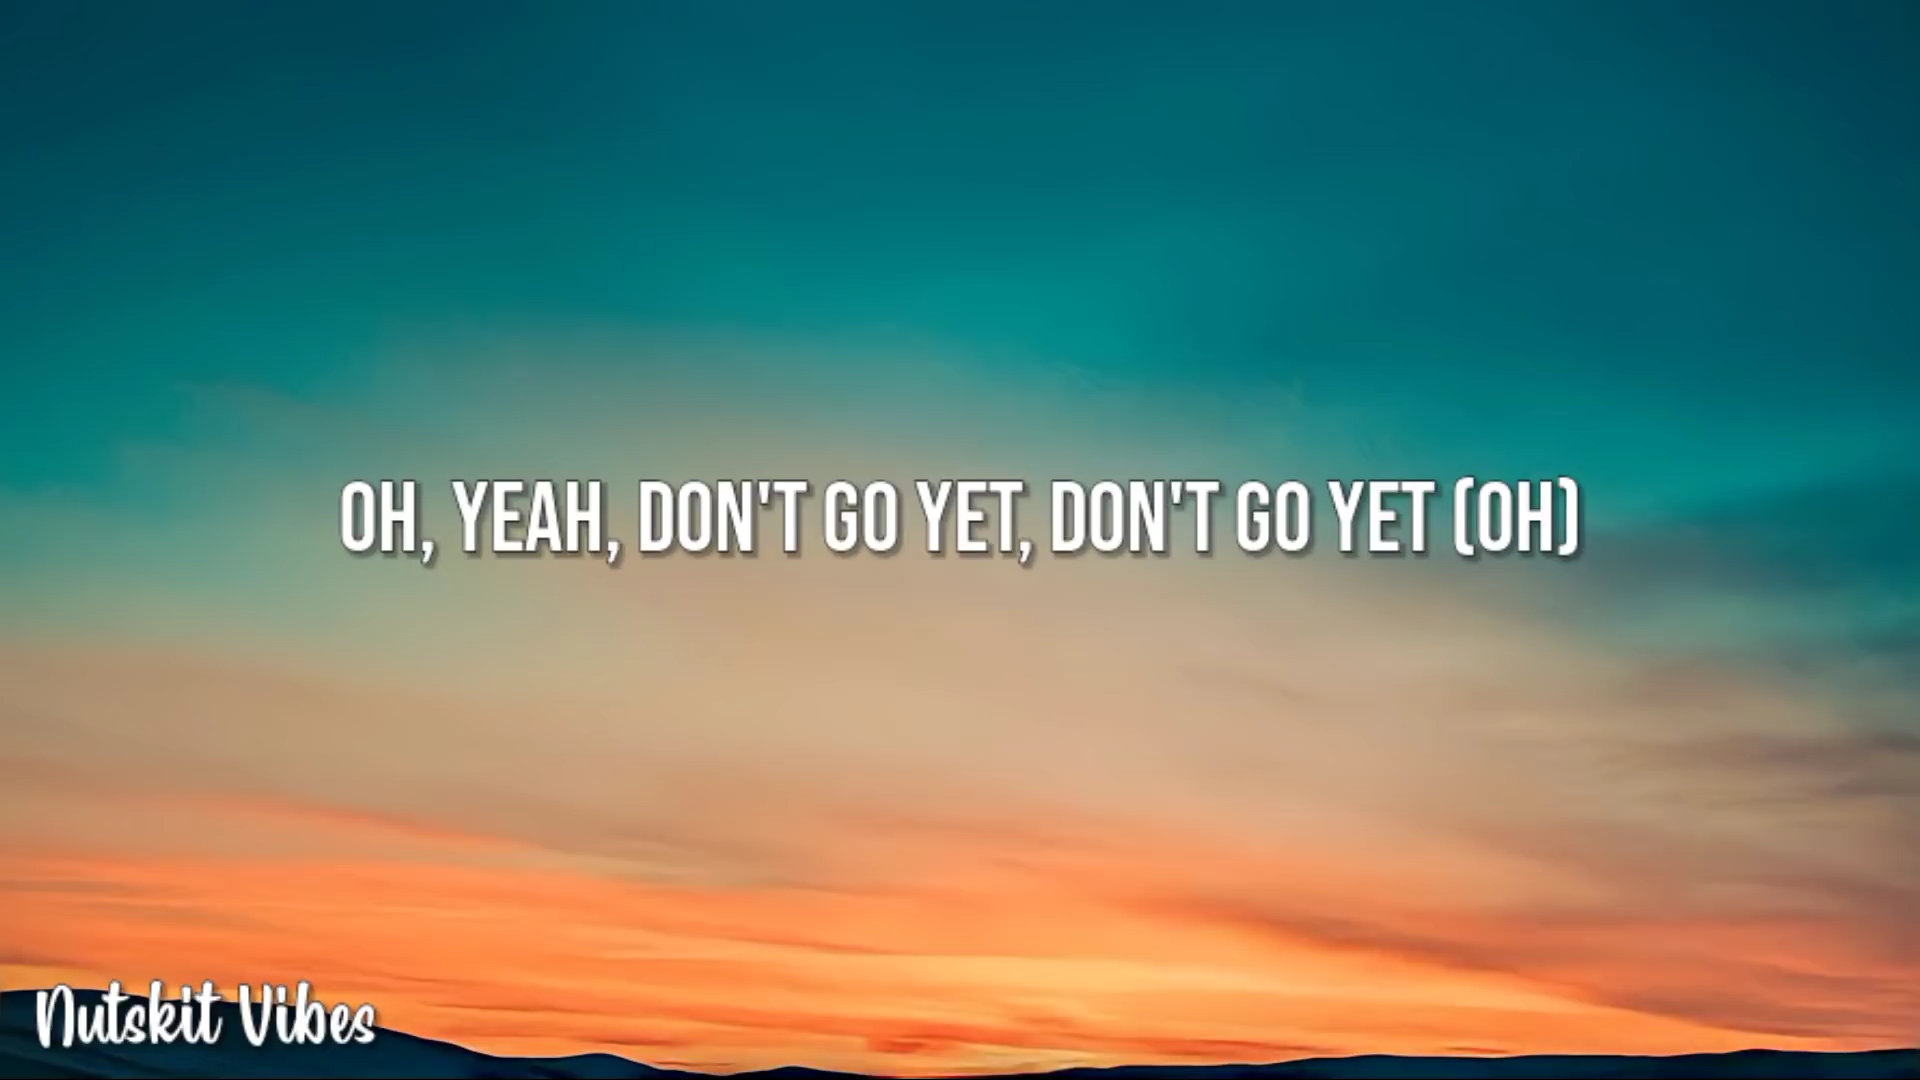 OH, YEAH, DON'T GO YET, DON'T GO YET (OH)
Nutskit Vibes